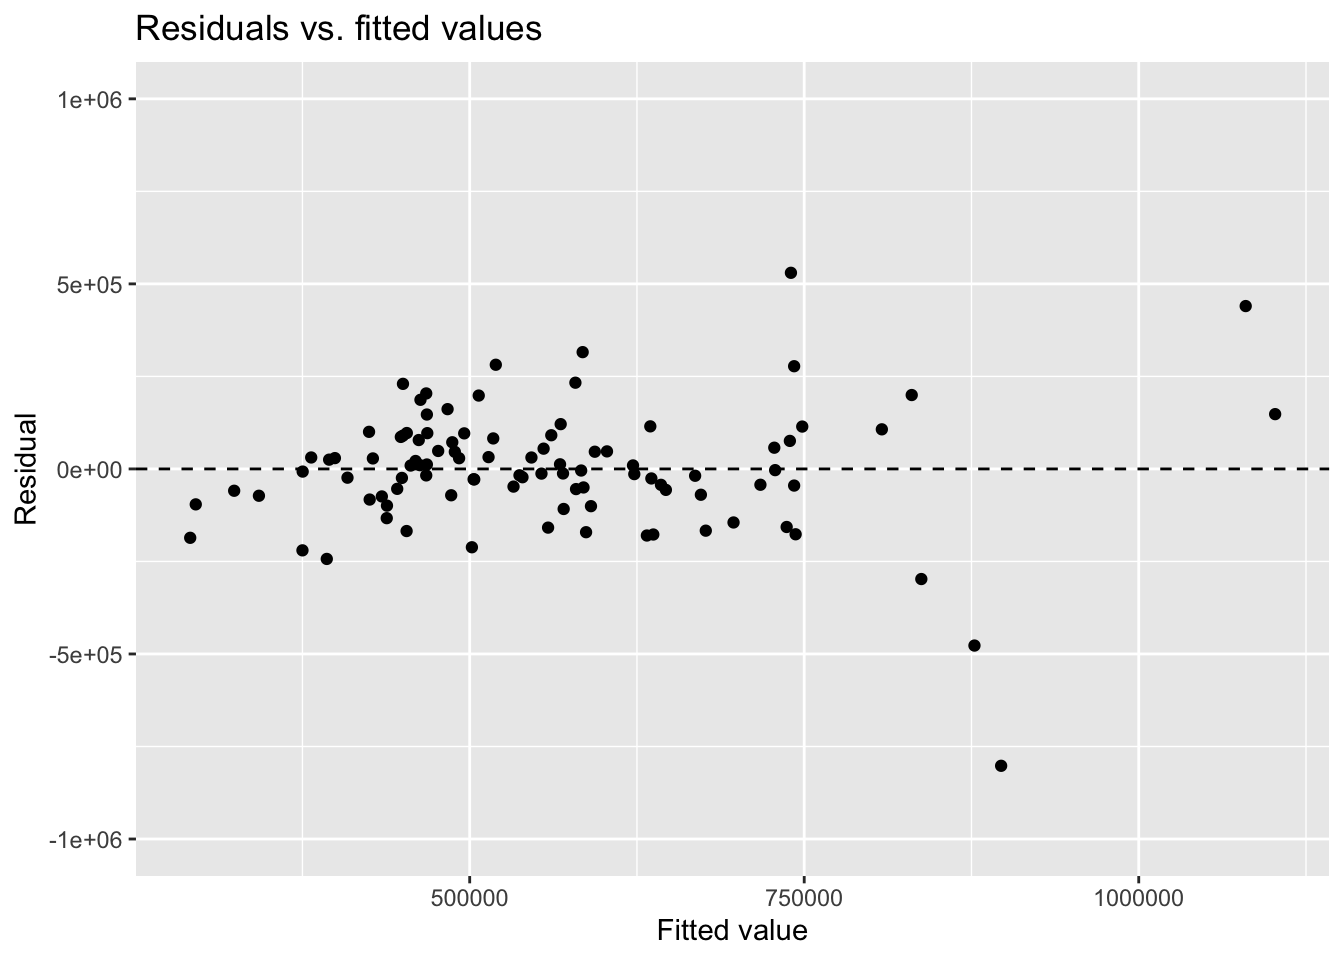 Residuals vs. fitted values
1e+06
5e+05
0e+00
-5e+05
-1e+06
Residual
500000 750000 1000000
Fitted value